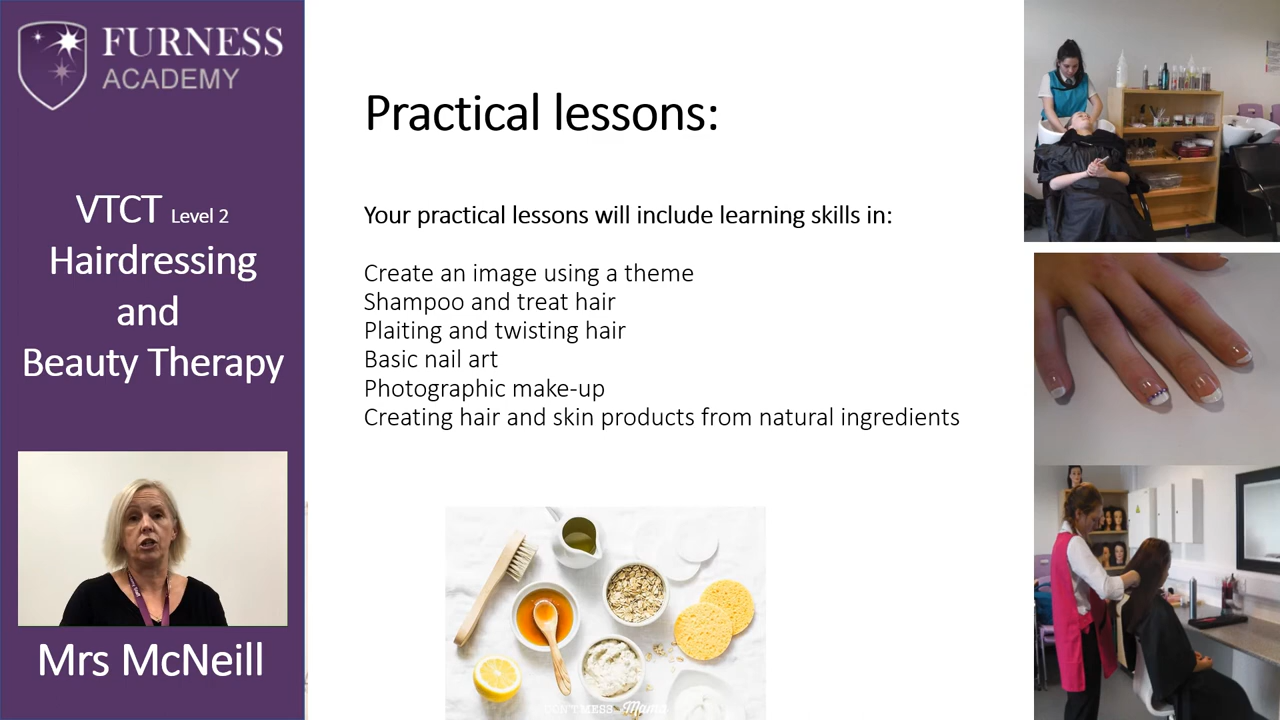 FURNESS
ACADEMY
VTCT Level 2
Hairdressing
and
Beauty Therapy
Mrs McNeill
Practical lessons:
Your practical lessons will include learning skills in:
Create an image using a theme
Shampoo and treat hair
Plaiting and twisting hair
Basic nail art
Photographic make-up
Creating hair and skin products from natural ingredients
Mama